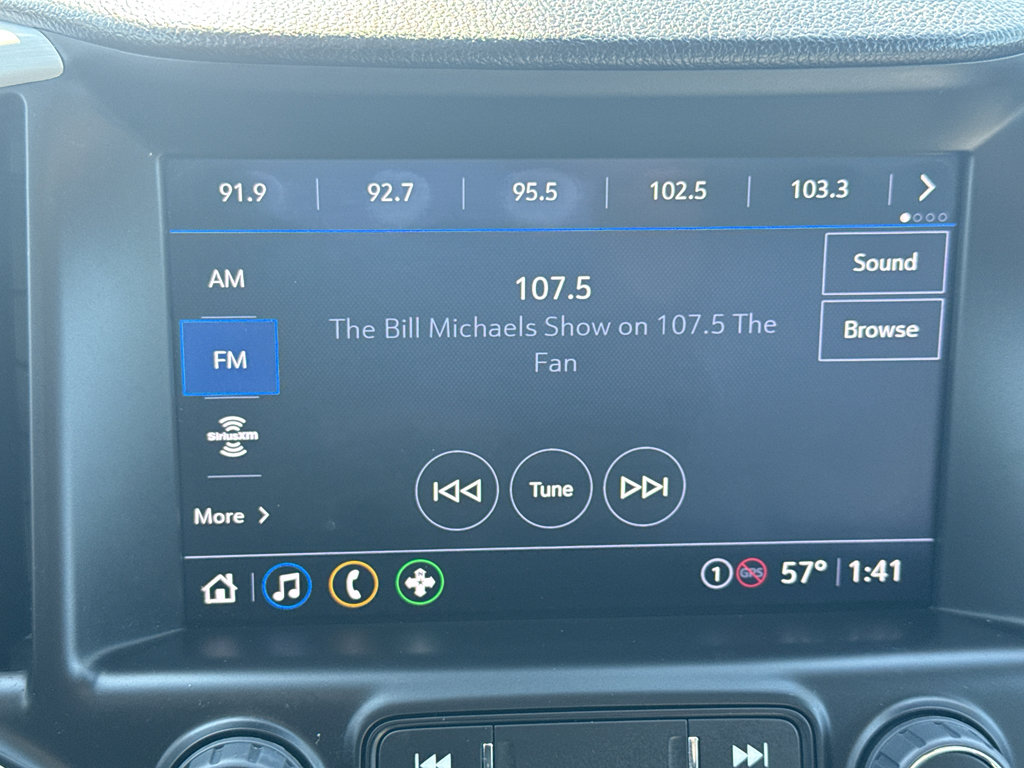 91.9 92.7 95.5 102.5 103.3
AM
107.5
Sound
The Bill Michaels Show on 107.5 The
Fan
Browse
FM
SiriusXM
Tune
More
1 GPS 57° 1:41